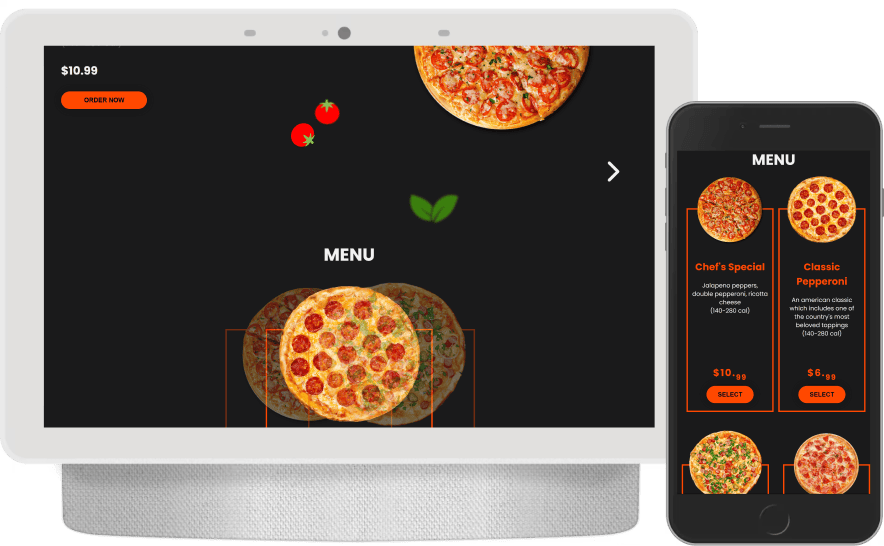 $10.99
ORDER NOW
MENU
MENU
Chef's Special
Jalapeno peppers,
double pepperoni, ricotta
cheese
(140-280 cal)
$10.99
SELECT
Classic
Pepperoni
An american classic
which includes one of
the country's most
beloved toppings
(140-280 cal)
$6.99
SELECT